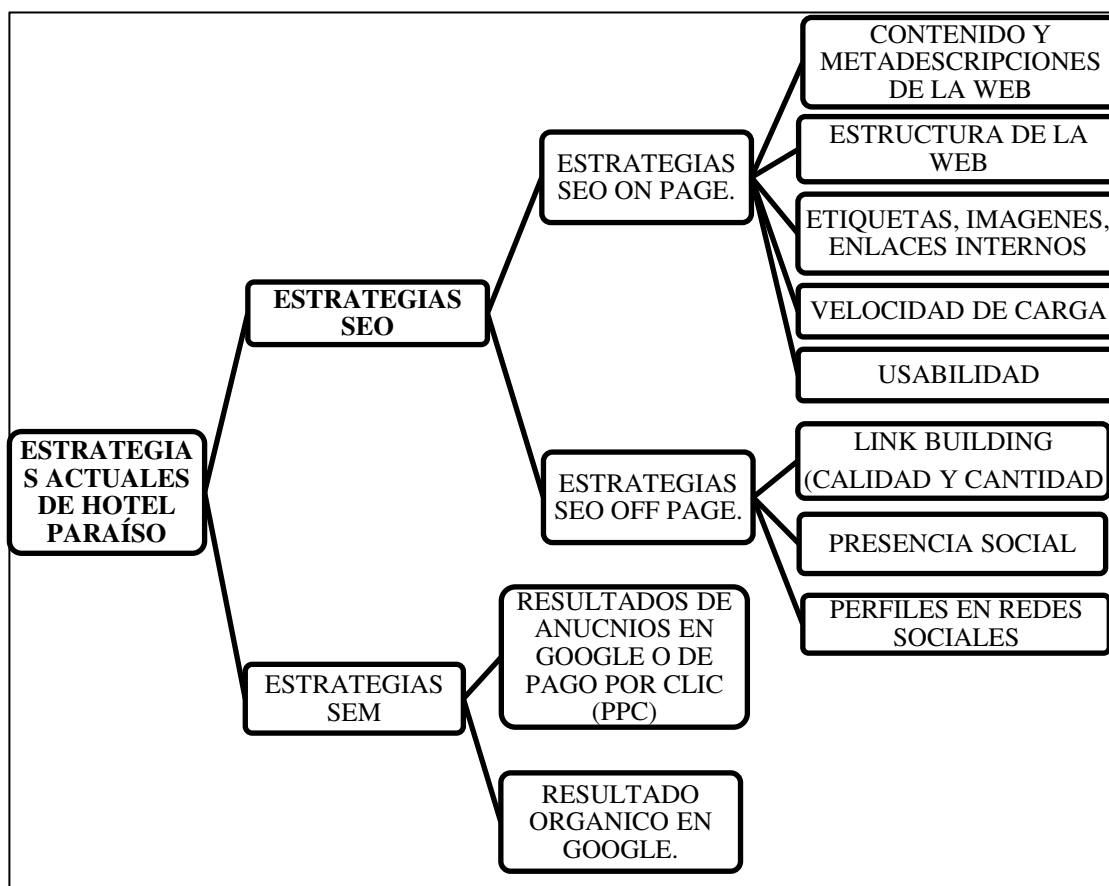 ESTRATEGIA
S ACTUALES
DE HOTEL
PARAÍSO
ESTRATEGIAS
SEO
ESTRATEGIAS
SEO ON PAGE.
CONTENIDO Y
METADESCRIPCIONES
DE LA WEB
ESTRUCTURA DE LA
WEB
ETIQUETAS, IMAGENES,
ENLACES INTERNOS
VELOCIDAD DE CARGA
USABILIDAD
ESTRATEGIAS
SEO OFF PAGE.
LINK BUILDING
(CALIDAD Y CANTIDAD
PRESENCIA SOCIAL
PERFILES EN REDES
SOCIALES
ESTRATEGIAS
SEM
RESULTADOS DE
ANUCNIOS EN
GOOGLE O DE
PAGO POR CLIC
(PPC)
RESULTADO
ORGANICO EN
GOOGLE.